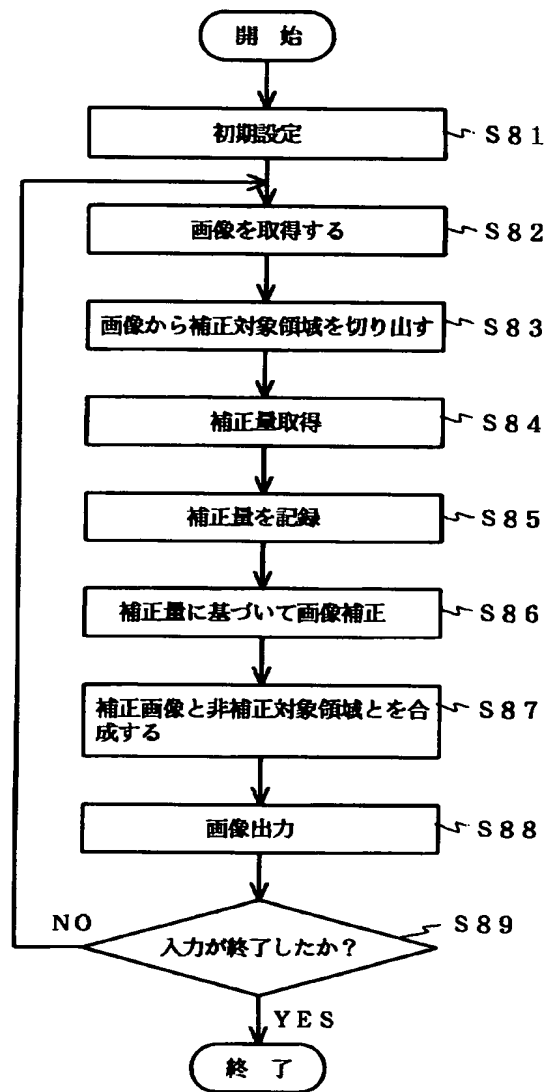 開 始
初期設定
S81
画像を取得する
S82
画像から補正対象領域を切り出す
S83
補正量取得
S84
補正量を記録
S85
補正量に基づいて画像補正
S86
補正画像と非補正対象領域とを合
成する
S87
画像出力
S88
入力が終了したか?
S89
NO
YES
終 了